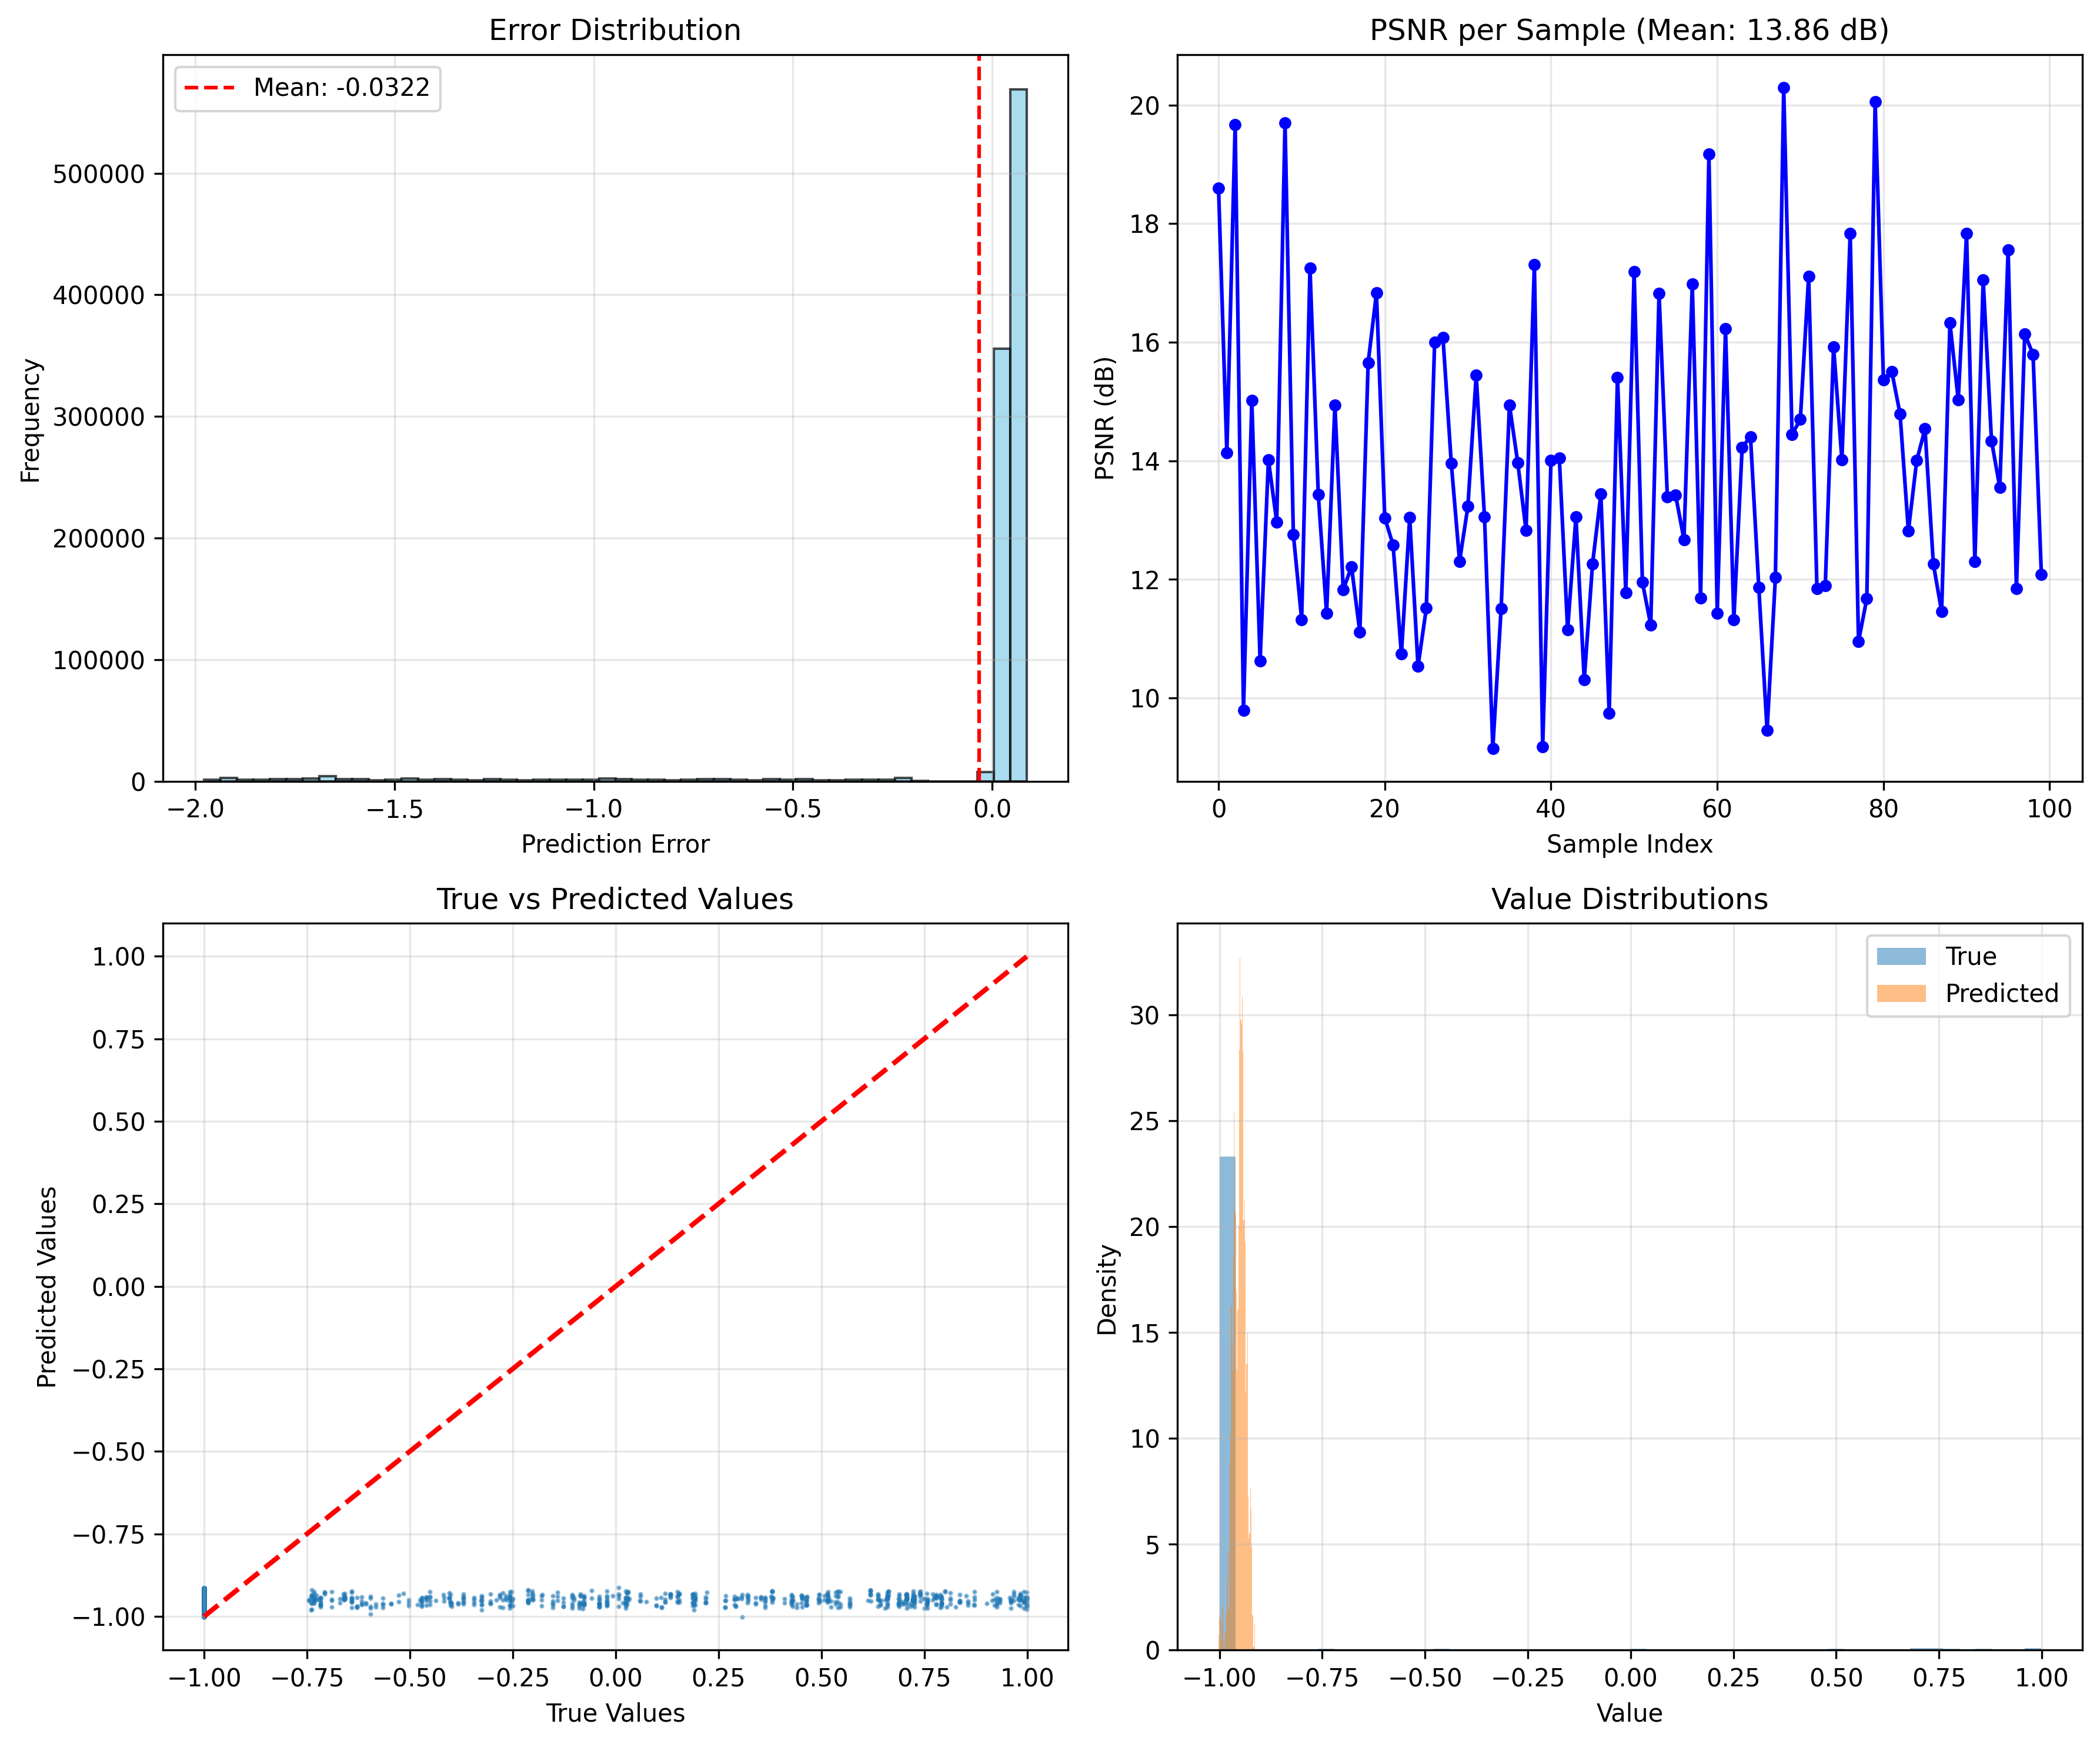 Error Distribution
Mean: -0.0322
500000
400000
300000
200000
100000
0
Frequency
−2.0 −1.5 −1.0 −0.5 0.0
Prediction Error
PSNR per Sample (Mean: 13.86 dB)
20
18
16
14
12
10
PSNR (dB)
0 20 40 60 80 100
Sample Index
True vs Predicted Values
1.00
0.75
0.50
0.25
0.00
−0.25
−0.50
−0.75
−1.00
Predicted Values
−1.00 −0.75 −0.50 −0.25 0.00 0.25 0.50 0.75 1.00
True Values
Value Distributions
True
Predicted
30
25
20
15
10
5
0
Density
−1.00 −0.75 −0.50 −0.25 0.00 0.25 0.50 0.75 1.00
Value